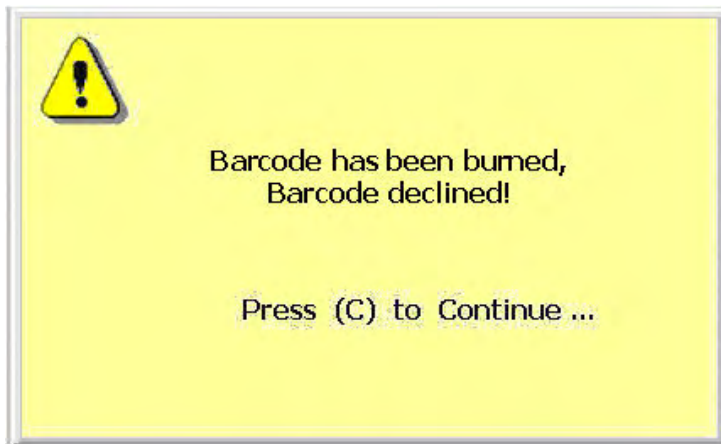 Barcode has been burned,
Barcode declined!
Press (C) to Continue ...